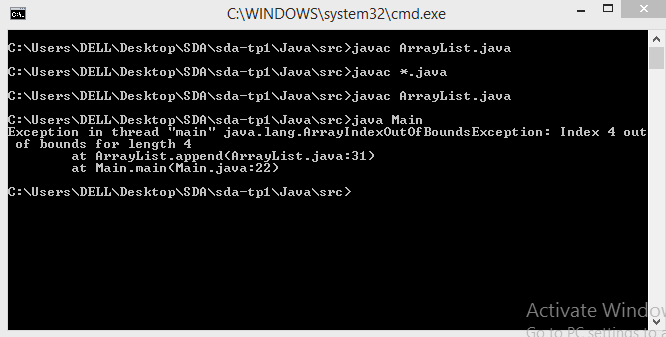 C:\WINDOWS\system32\cmd.exe
C:\Users\DELL\Desktop\SDA\sda-tp1\Java\src>javac ArrayList.java
C:\Users\DELL\Desktop\SDA\sda-tp1\Java\src>javac *.java
C:\Users\DELL\Desktop\SDA\sda-tp1\Java\src>javac ArrayList.java
C:\Users\DELL\Desktop\SDA\sda-tp1\Java\src>java Main
Exception in thread "main" java.lang.ArrayIndexOutOfBoundsException: Index 4 out
 of bounds for length 4
        at ArrayList.append(ArrayList.java:31)
        at Main.main(Main.java:22)
C:\Users\DELL\Desktop\SDA\sda-tp1\Java\src>
Activate Windo
Go to PC settings to a